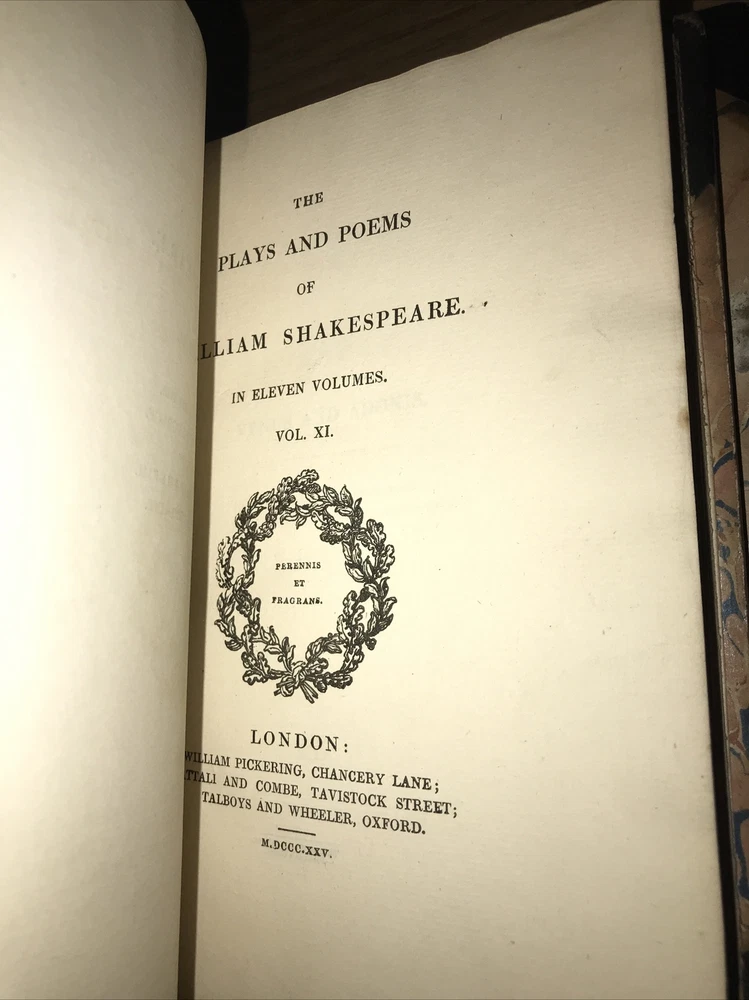 THE
PLAYS AND POEMS
OF
LLIAM SHAKESPEARE.
IN ELEVEN VOLUMES.
VOL. XI.
PERENNIS
ET
FRAGRANS.
LONDON:
WILLIAM PICKERING, CHANCERY LANE;
TTALI AND COMBE, TAVISTOCK STREET;
TALBOYS AND WHEELER, OXFORD.
M.DCCC.XXV.